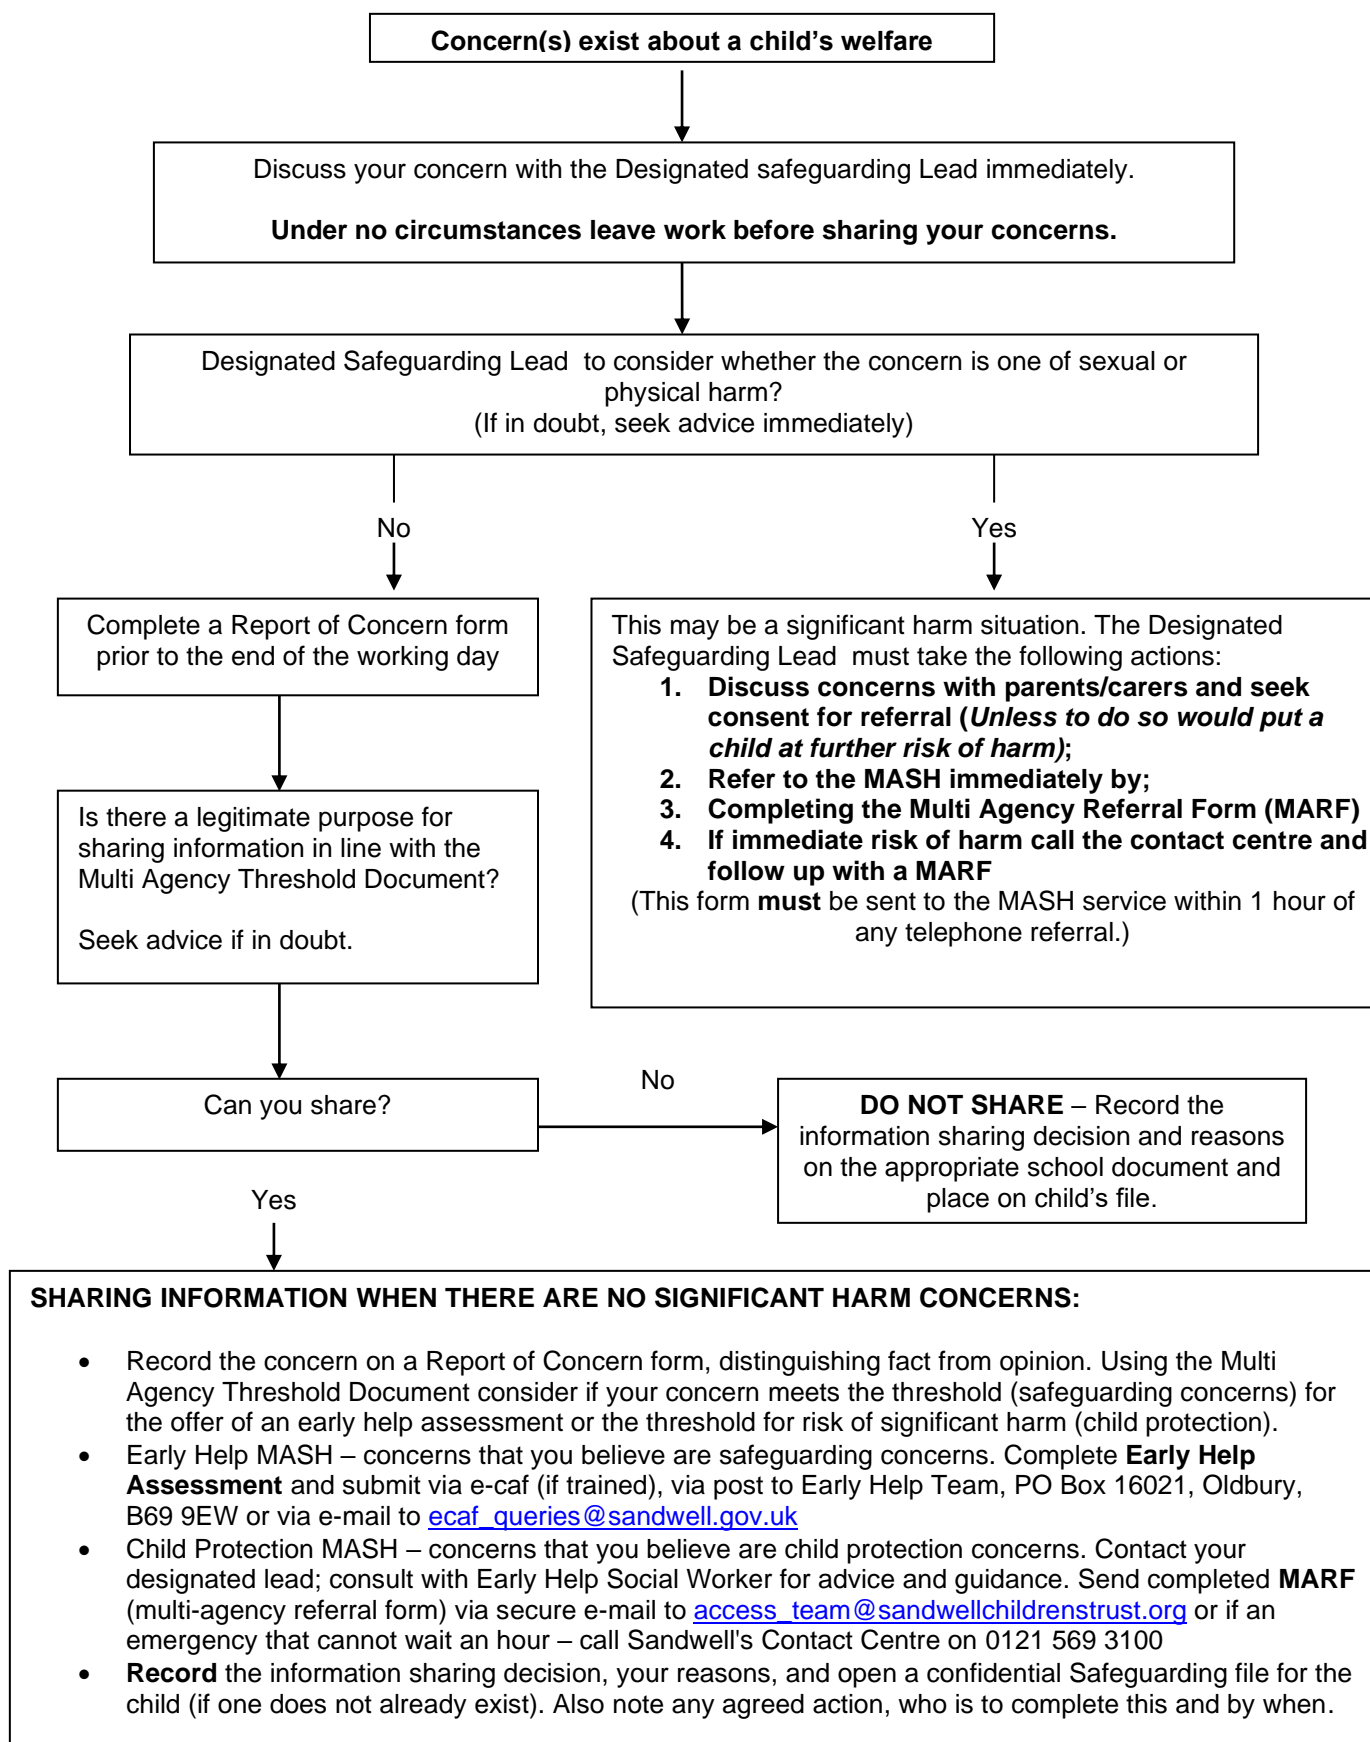 Concern(s) exist about a child's welfare
Discuss your concern with the Designated safeguarding Lead immediately.
Under no circumstances leave work before sharing your concerns.
Designated Safeguarding Lead  to consider whether the concern is one of sexual or
physical harm?
(If in doubt, seek advice immediately)
No
Yes
Complete a Report of Concern form
prior to the end of the working day
This may be a significant harm situation. The Designated
Safeguarding Lead  must take the following actions:
1. Discuss concerns with parents/carers and seek
consent for referral (Unless to do so would put a
child at further risk of harm);
2. Refer to the MASH immediately by;
3. Completing the Multi Agency Referral Form (MARF)
4. If immediate risk of harm call the contact centre and
follow up with a MARF
(This form must be sent to the MASH service within 1 hour of
any telephone referral.)
Is there a legitimate purpose for
sharing information in line with the
Multi Agency Threshold Document?
Seek advice if in doubt.
Can you share?
No
DO NOT SHARE – Record the
information sharing decision and reasons
on the appropriate school document and
place on child's file.
Yes
SHARING INFORMATION WHEN THERE ARE NO SIGNIFICANT HARM CONCERNS:
• Record the concern on a Report of Concern form, distinguishing fact from opinion. Using the Multi
Agency Threshold Document consider if your concern meets the threshold (safeguarding concerns) for
the offer of an early help assessment or the threshold for risk of significant harm (child protection).
• Early Help MASH – concerns that you believe are safeguarding concerns. Complete Early Help
Assessment and submit via e-caf (if trained), via post to Early Help Team, PO Box 16021, Oldbury,
B69 9EW or via e-mail to ecaf_queries@sandwell.gov.uk
• Child Protection MASH – concerns that you believe are child protection concerns. Contact your
designated lead; consult with Early Help Social Worker for advice and guidance. Send completed MARF
(multi-agency referral form) via secure e-mail to access_team@sandwellchildrenstrust.org or if an
emergency that cannot wait an hour – call Sandwell's Contact Centre on 0121 569 3100
• Record the information sharing decision, your reasons, and open a confidential Safeguarding file for the
child (if one does not already exist). Also note any agreed action, who is to complete this and by when.